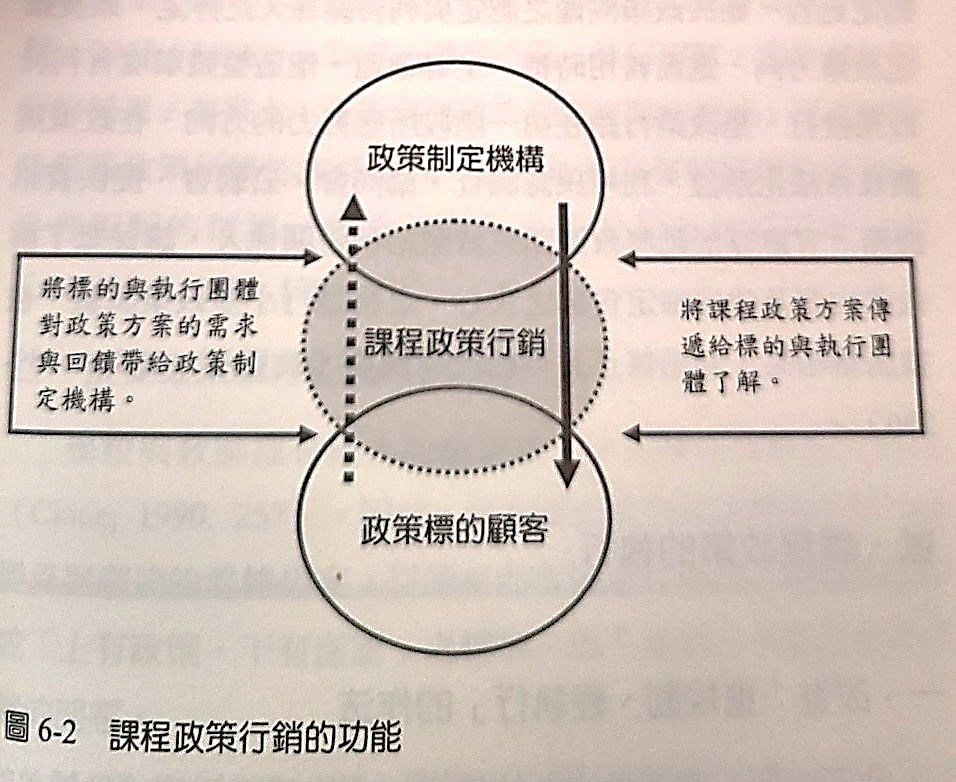 政策制定機構
將標的與執行團體
對政策方案的需求
與回饋帶給政策制
定機構。
課程政策行銷
將課程政策方案傳
遞給標的與執行團
體了解。
政策標的顧客
圖 6-2 課程政策行銷的功能